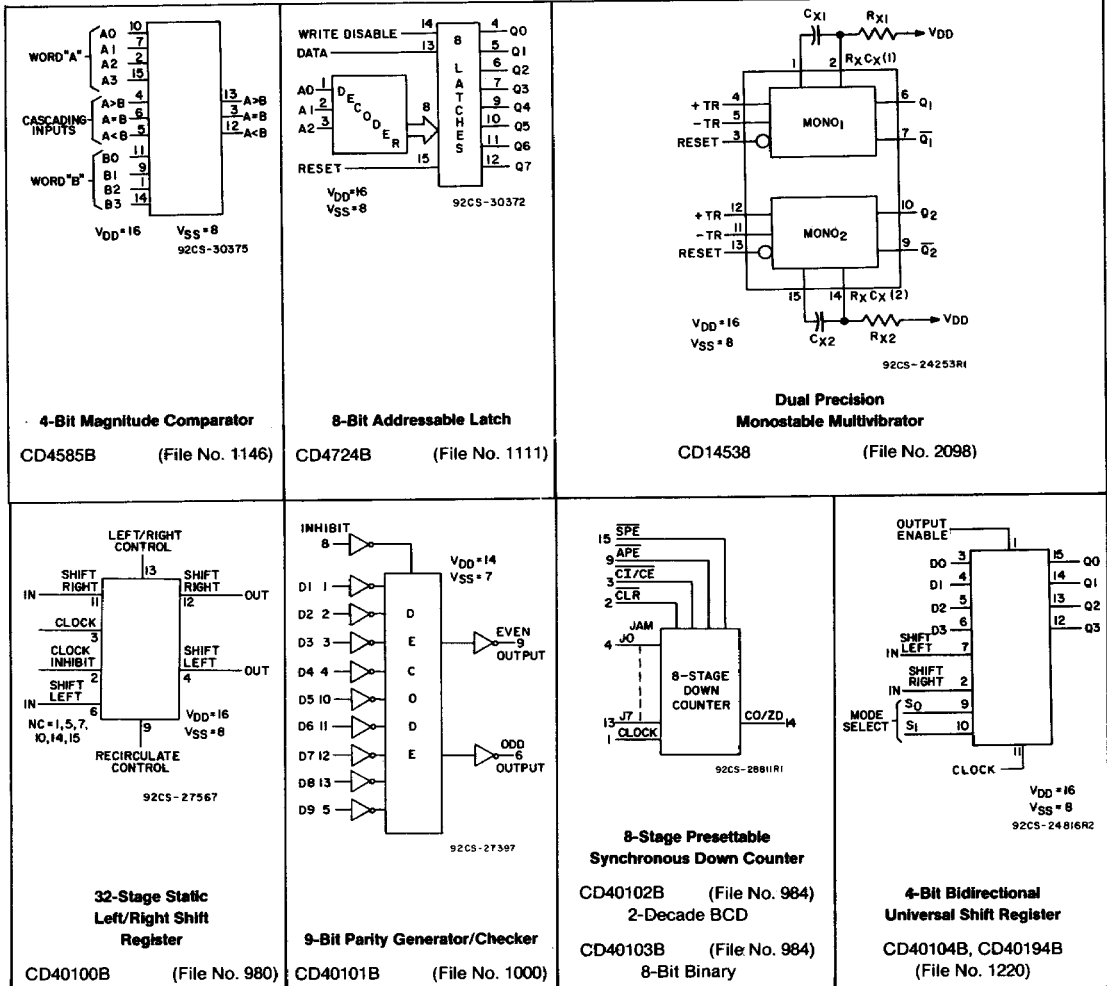 WORD "A"
A0 10
A1 7
A2 2
A3 15
CASCADING INPUTS
A>B 4
A=B 6
A<B 5
WORD "B"
B0 11
B1 9
B2 1
B3 14
13 A>B
3 A=B
12 A<B
VDD=16 VSS=8
92CS-30375
4-Bit Magnitude Comparator
CD4585B (File No. 1146)
WRITE DISABLE 14
DATA 13
A0 1
A1 2
A2 3
DECODER
8
RESET 15
8 LATCHES
4 Q0
5 Q1
6 Q2
7 Q3
9 Q4
10 Q5
11 Q6
12 Q7
VDD=16
VSS=8
92CS-30372
8-Bit Addressable Latch
CD4724B (File No. 1111)
CX1 RX1 VDD
1 2 RXCX(1)
+TR 4
-TR 5
RESET 3
MONO1
6 Q1
7 Q1
+TR 12
-TR 11
RESET 13
MONO2
10 Q2
9 Q2
15 14 RXCX(2)
CX2 RX2 VDD
VDD=16
VSS=8
92CS-24253R1
Dual Precision
Monostable Multivibrator
CD14538 (File No. 2098)
LEFT/RIGHT
CONTROL
13
IN SHIFT RIGHT 11
SHIFT RIGHT 12 OUT
CLOCK
3
CLOCK
INHIBIT
2
SHIFT LEFT 4 OUT
IN SHIFT LEFT 6
NC=1,5,7,
10,14,15
9
VDD=16
VSS=8
RECIRCULATE
CONTROL
92CS-27567
32-Stage Static
Left/Right Shift
Register
CD40100B (File No. 980)
INHIBIT
8
VDD=14
VSS=7
D1 1
D2 2
D3 3
D4 4
D5 10
D6 11
D7 12
D8 13
D9 5
DECODE
EVEN
9
OUTPUT
ODD
6
OUTPUT
92CS-27397
9-Bit Parity Generator/Checker
CD40101B (File No. 1000)
15 SPE
9 APE
3 CI/CE
2 CLR
JAM
4 J0
13 J7
1 CLOCK
8-STAGE
DOWN
COUNTER
CO/ZD 14
92CS-28811R1
8-Stage Presettable
Synchronous Down Counter
CD40102B (File No. 984)
2-Decade BCD
CD40103B (File No. 984)
8-Bit Binary
OUTPUT
ENABLE
1
D0 3
D1 4
D2 5
D3 6
SHIFT
LEFT
IN 7
SHIFT
RIGHT
IN 2
MODE
SELECT
S0 9
S1 10
15 Q0
14 Q1
13 Q2
12 Q3
11
CLOCK
VDD=16
VSS=8
92CS-24816R2
4-Bit Bidirectional
Universal Shift Register
CD40104B, CD40194B
(File No. 1220)